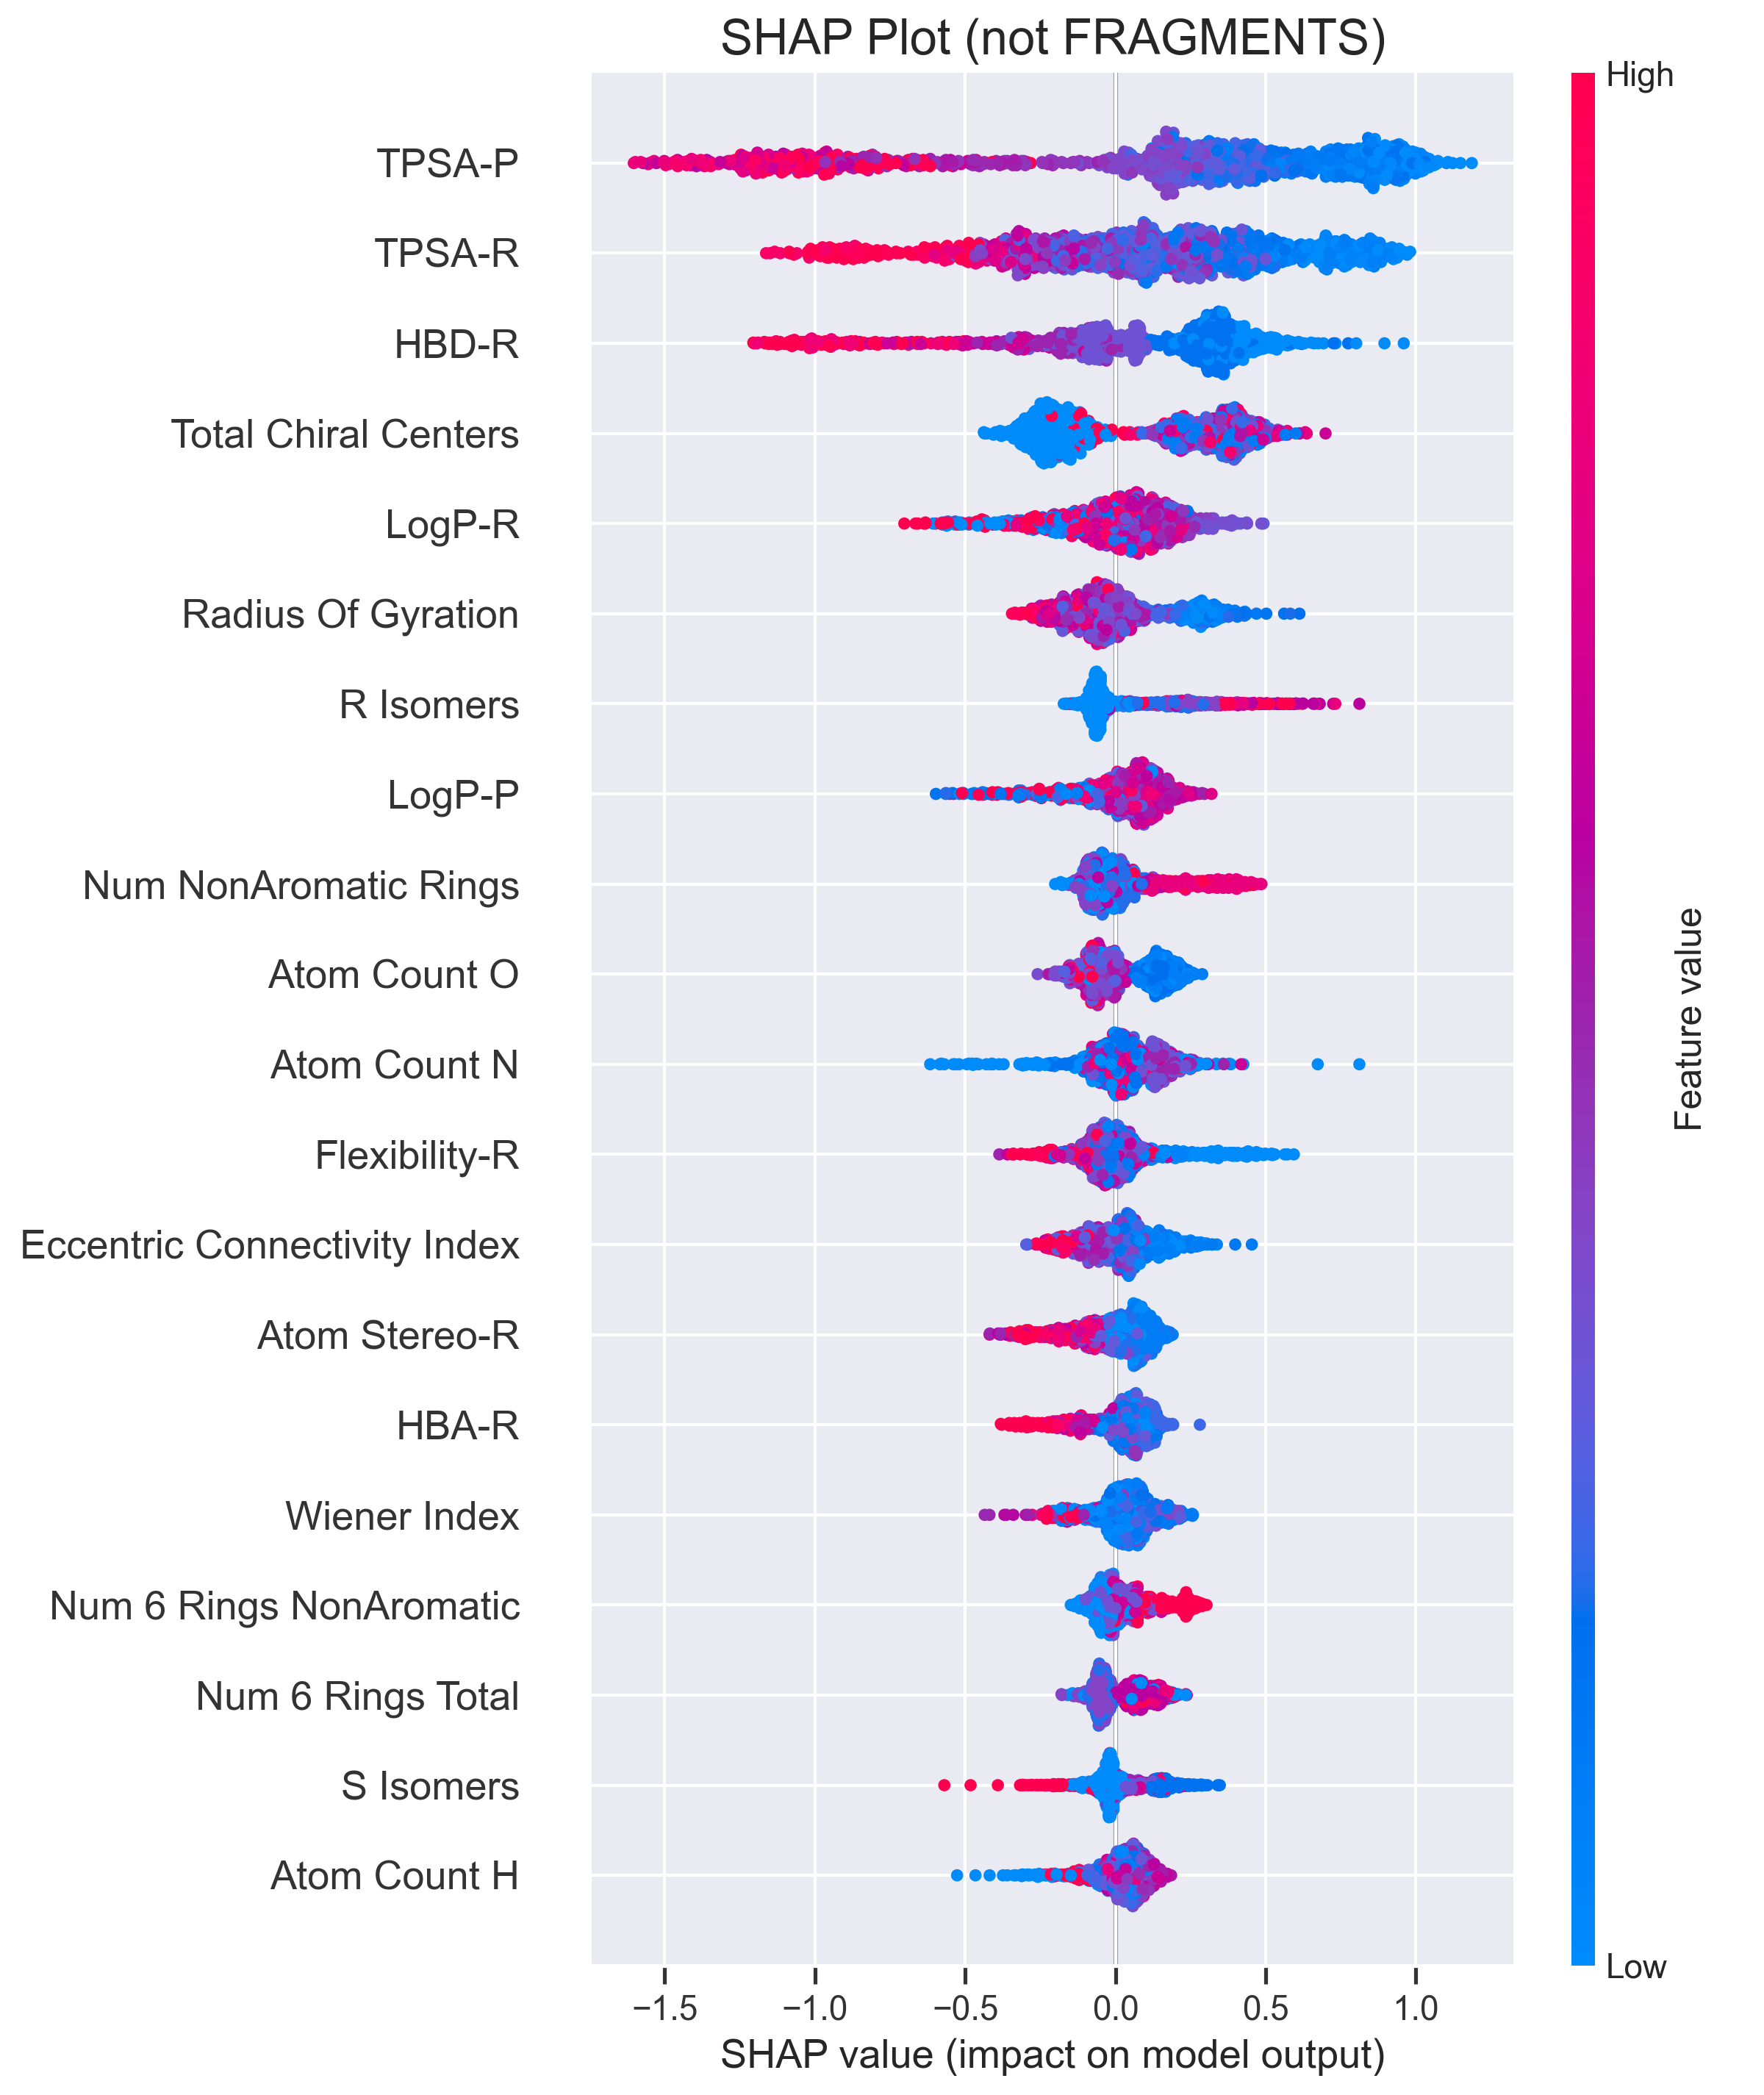 SHAP Plot (not FRAGMENTS)
High
TPSA-P
TPSA-R
HBD-R
Total Chiral Centers
LogP-R
Radius Of Gyration
R Isomers
LogP-P
Num NonAromatic Rings
Atom Count O
Atom Count N
Flexibility-R
Eccentric Connectivity Index
Atom Stereo-R
HBA-R
Wiener Index
Num 6 Rings NonAromatic
Num 6 Rings Total
S Isomers
Atom Count H
Feature value
Low
−1.5 −1.0 −0.5 0.0 0.5 1.0
SHAP value (impact on model output)